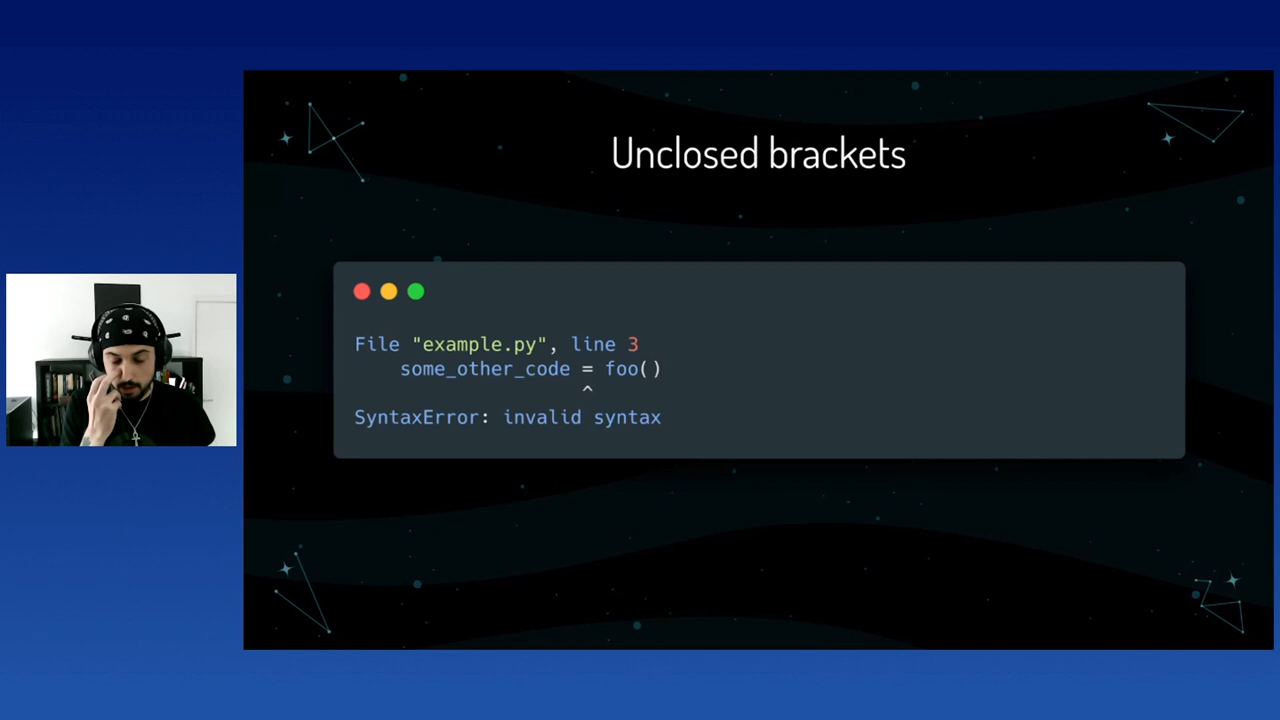 Unclosed brackets
File "example.py", line 3
some_other_code = foo()
^
SyntaxError: invalid syntax